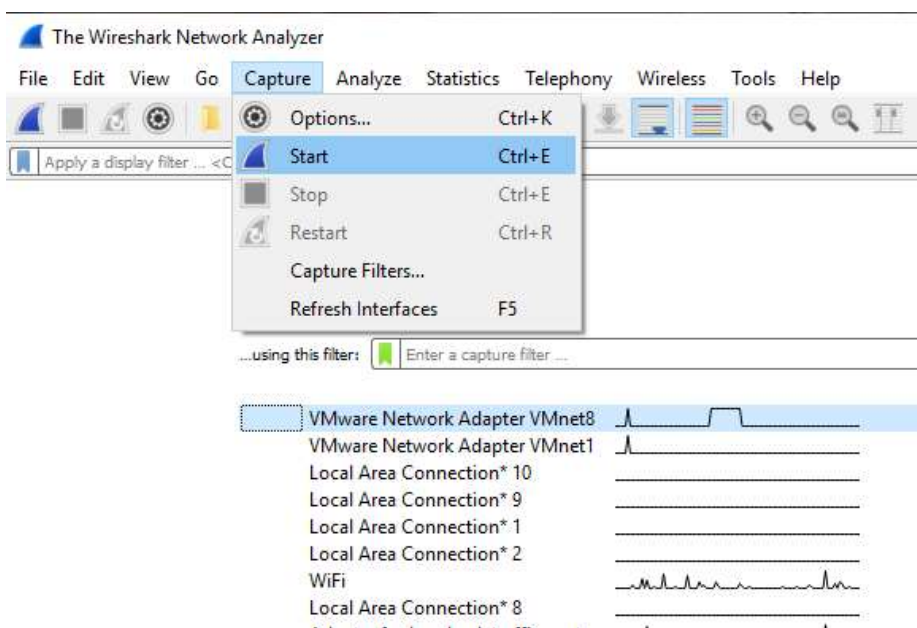 The Wireshark Network Analyzer
File Edit View Go Capture Analyze Statistics Telephony Wireless Tools Help
Options... Ctrl+K
Apply a display filter ... <C
Start Ctrl+E
Stop Ctrl+E
Restart Ctrl+R
Capture Filters...
Refresh Interfaces F5
...using this filter: Enter a capture filter ...
VMware Network Adapter VMnet8
VMware Network Adapter VMnet1
Local Area Connection* 10
Local Area Connection* 9
Local Area Connection* 1
Local Area Connection* 2
WiFi
Local Area Connection* 8